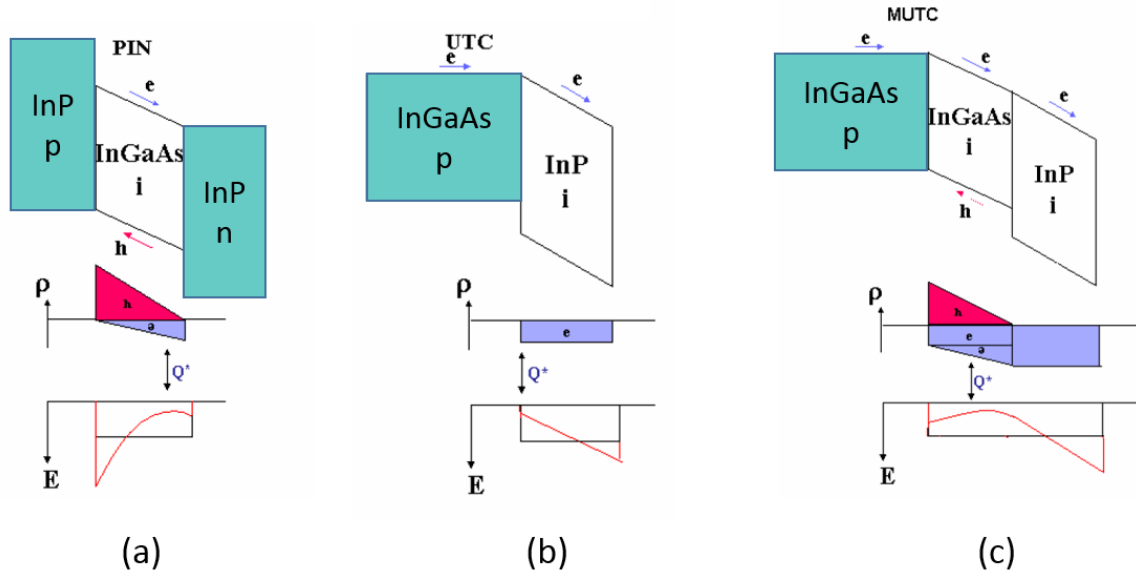 PIN
e
InP
p
InGaAs
i
InP
n
h
ρ
h
e
Q*
E
(a)
UTC
e
e
InGaAs
p
InP
i
ρ
e
Q*
E
(b)
MUTC
e
e
e
InGaAs
p
InGaAs
i
InP
i
h
ρ
h
e
e
Q*
E
(c)